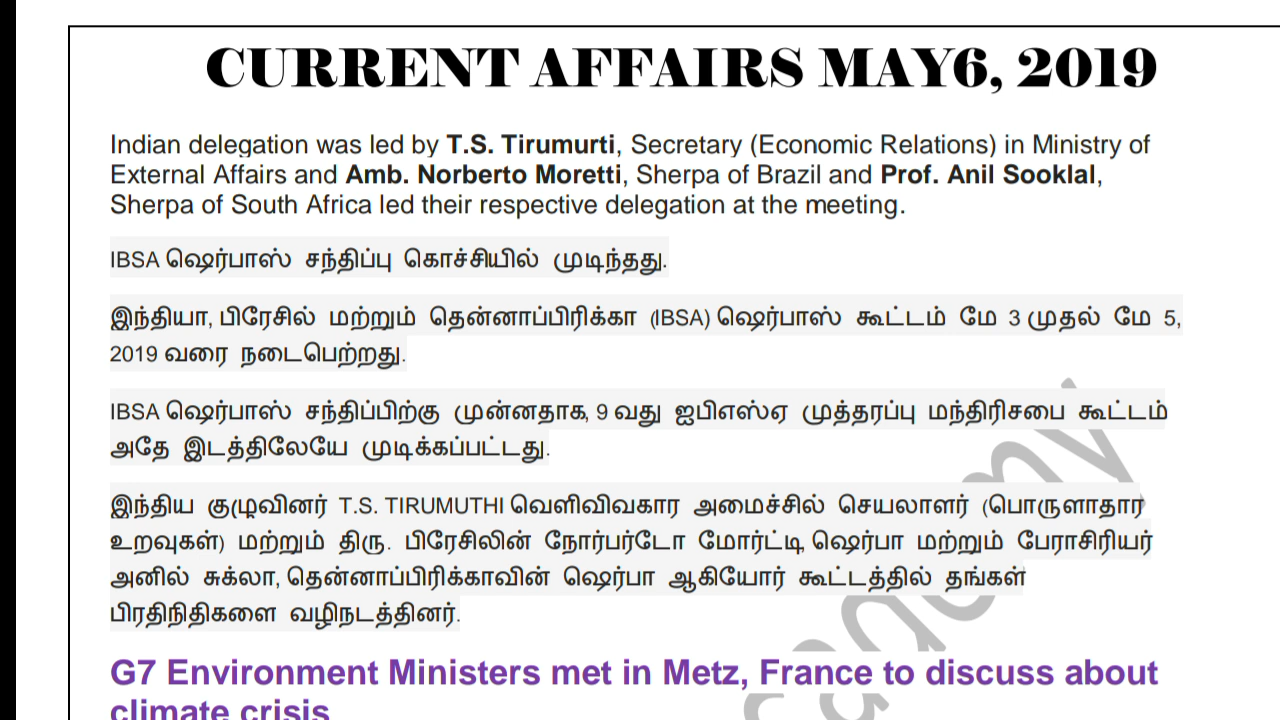 CURRENT AFFAIRS MAY6, 2019
Indian delegation was led by T.S. Tirumurti, Secretary (Economic Relations) in Ministry of
External Affairs and Amb. Norberto Moretti, Sherpa of Brazil and Prof. Anil Sooklal,
Sherpa of South Africa led their respective delegation at the meeting.
IBSA ஷெர்பாஸ் சந்திப்பு கொச்சியில் முடிந்தது.
இந்தியா, பிரேசில் மற்றும் தென்னாப்பிரிக்கா (IBSA) ஷெர்பாஸ் கூட்டம் மே 3 முதல் மே 5,
2019 வரை நடைபெற்றது.
IBSA ஷெர்பாஸ் சந்திப்பிற்கு முன்னதாக, 9 வது ஐபிஎஸ்ஏ முத்தரப்பு மந்திரிசபை கூட்டம்
அதே இடத்திலேயே முடிக்கப்பட்டது.
இந்திய குழுவினர் T.S. TIRUMUTHI வெளிவிவகார அமைச்சில் செயலாளர் (பொருளாதார
உறவுகள்) மற்றும் திரு. பிரேசிலின் நோர்பர்டோ மோர்ட்டி, ஷெர்பா மற்றும் பேராசிரியர்
அனில் சுக்லா, தென்னாப்பிரிக்காவின் ஷெர்பா ஆகியோர் கூட்டத்தில் தங்கள்
பிரதிநிதிகளை வழிநடத்தினர்.
G7 Environment Ministers met in Metz, France to discuss about
climate crisis